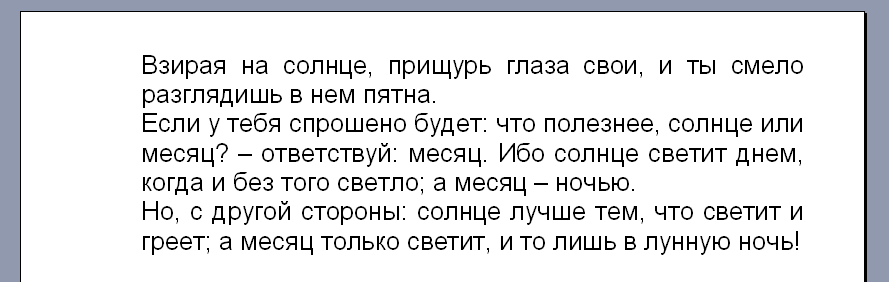 Взирая на солнце, прищурь глаза свои, и ты смело
разглядишь в нем пятна.
Если у тебя спрошено будет: что полезнее, солнце или
месяц? – ответствуй: месяц. Ибо солнце светит днем,
когда и без того светло; а месяц – ночью.
Но, с другой стороны: солнце лучше тем, что светит и
греет; а месяц только светит, и то лишь в лунную ночь!